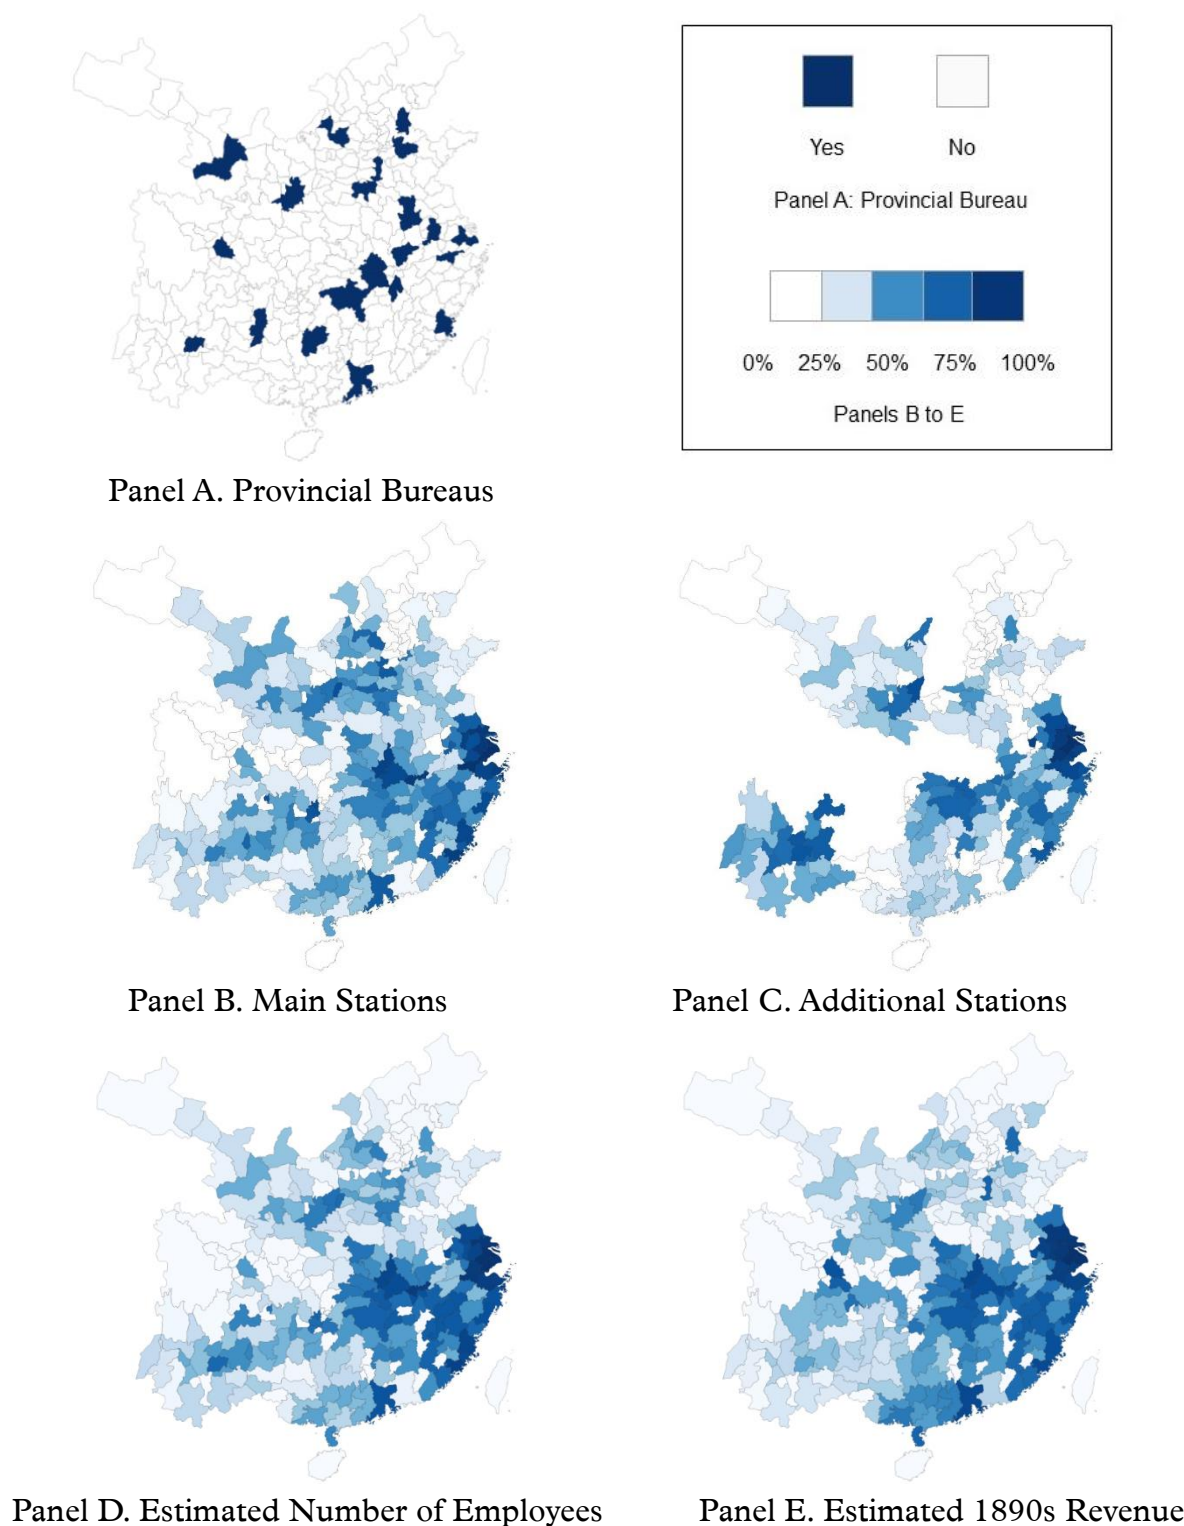 Yes No
Panel A: Provincial Bureau
0% 25% 50% 75% 100%
Panels B to E
Panel A. Provincial Bureaus
Panel B. Main Stations
Panel C. Additional Stations
Panel D. Estimated Number of Employees
Panel E. Estimated 1890s Revenue